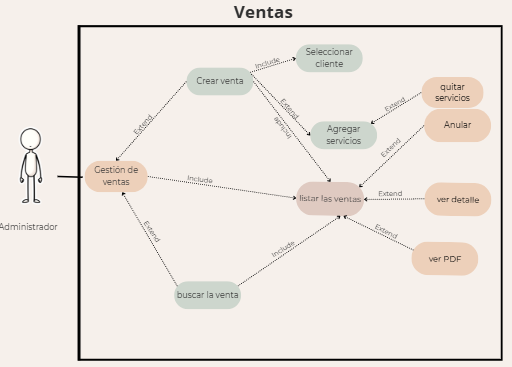 Ventas
Seleccionar
cliente
Include
Crear venta
quitar
servicios
Extend
Extend
Anular
Agregar
servicios
Include
Extend
Extend
Gestión de
ventas
Include
listar las ventas
Extend
ver detalle
Administrador
Extend
Extend
Include
ver PDF
buscar la venta